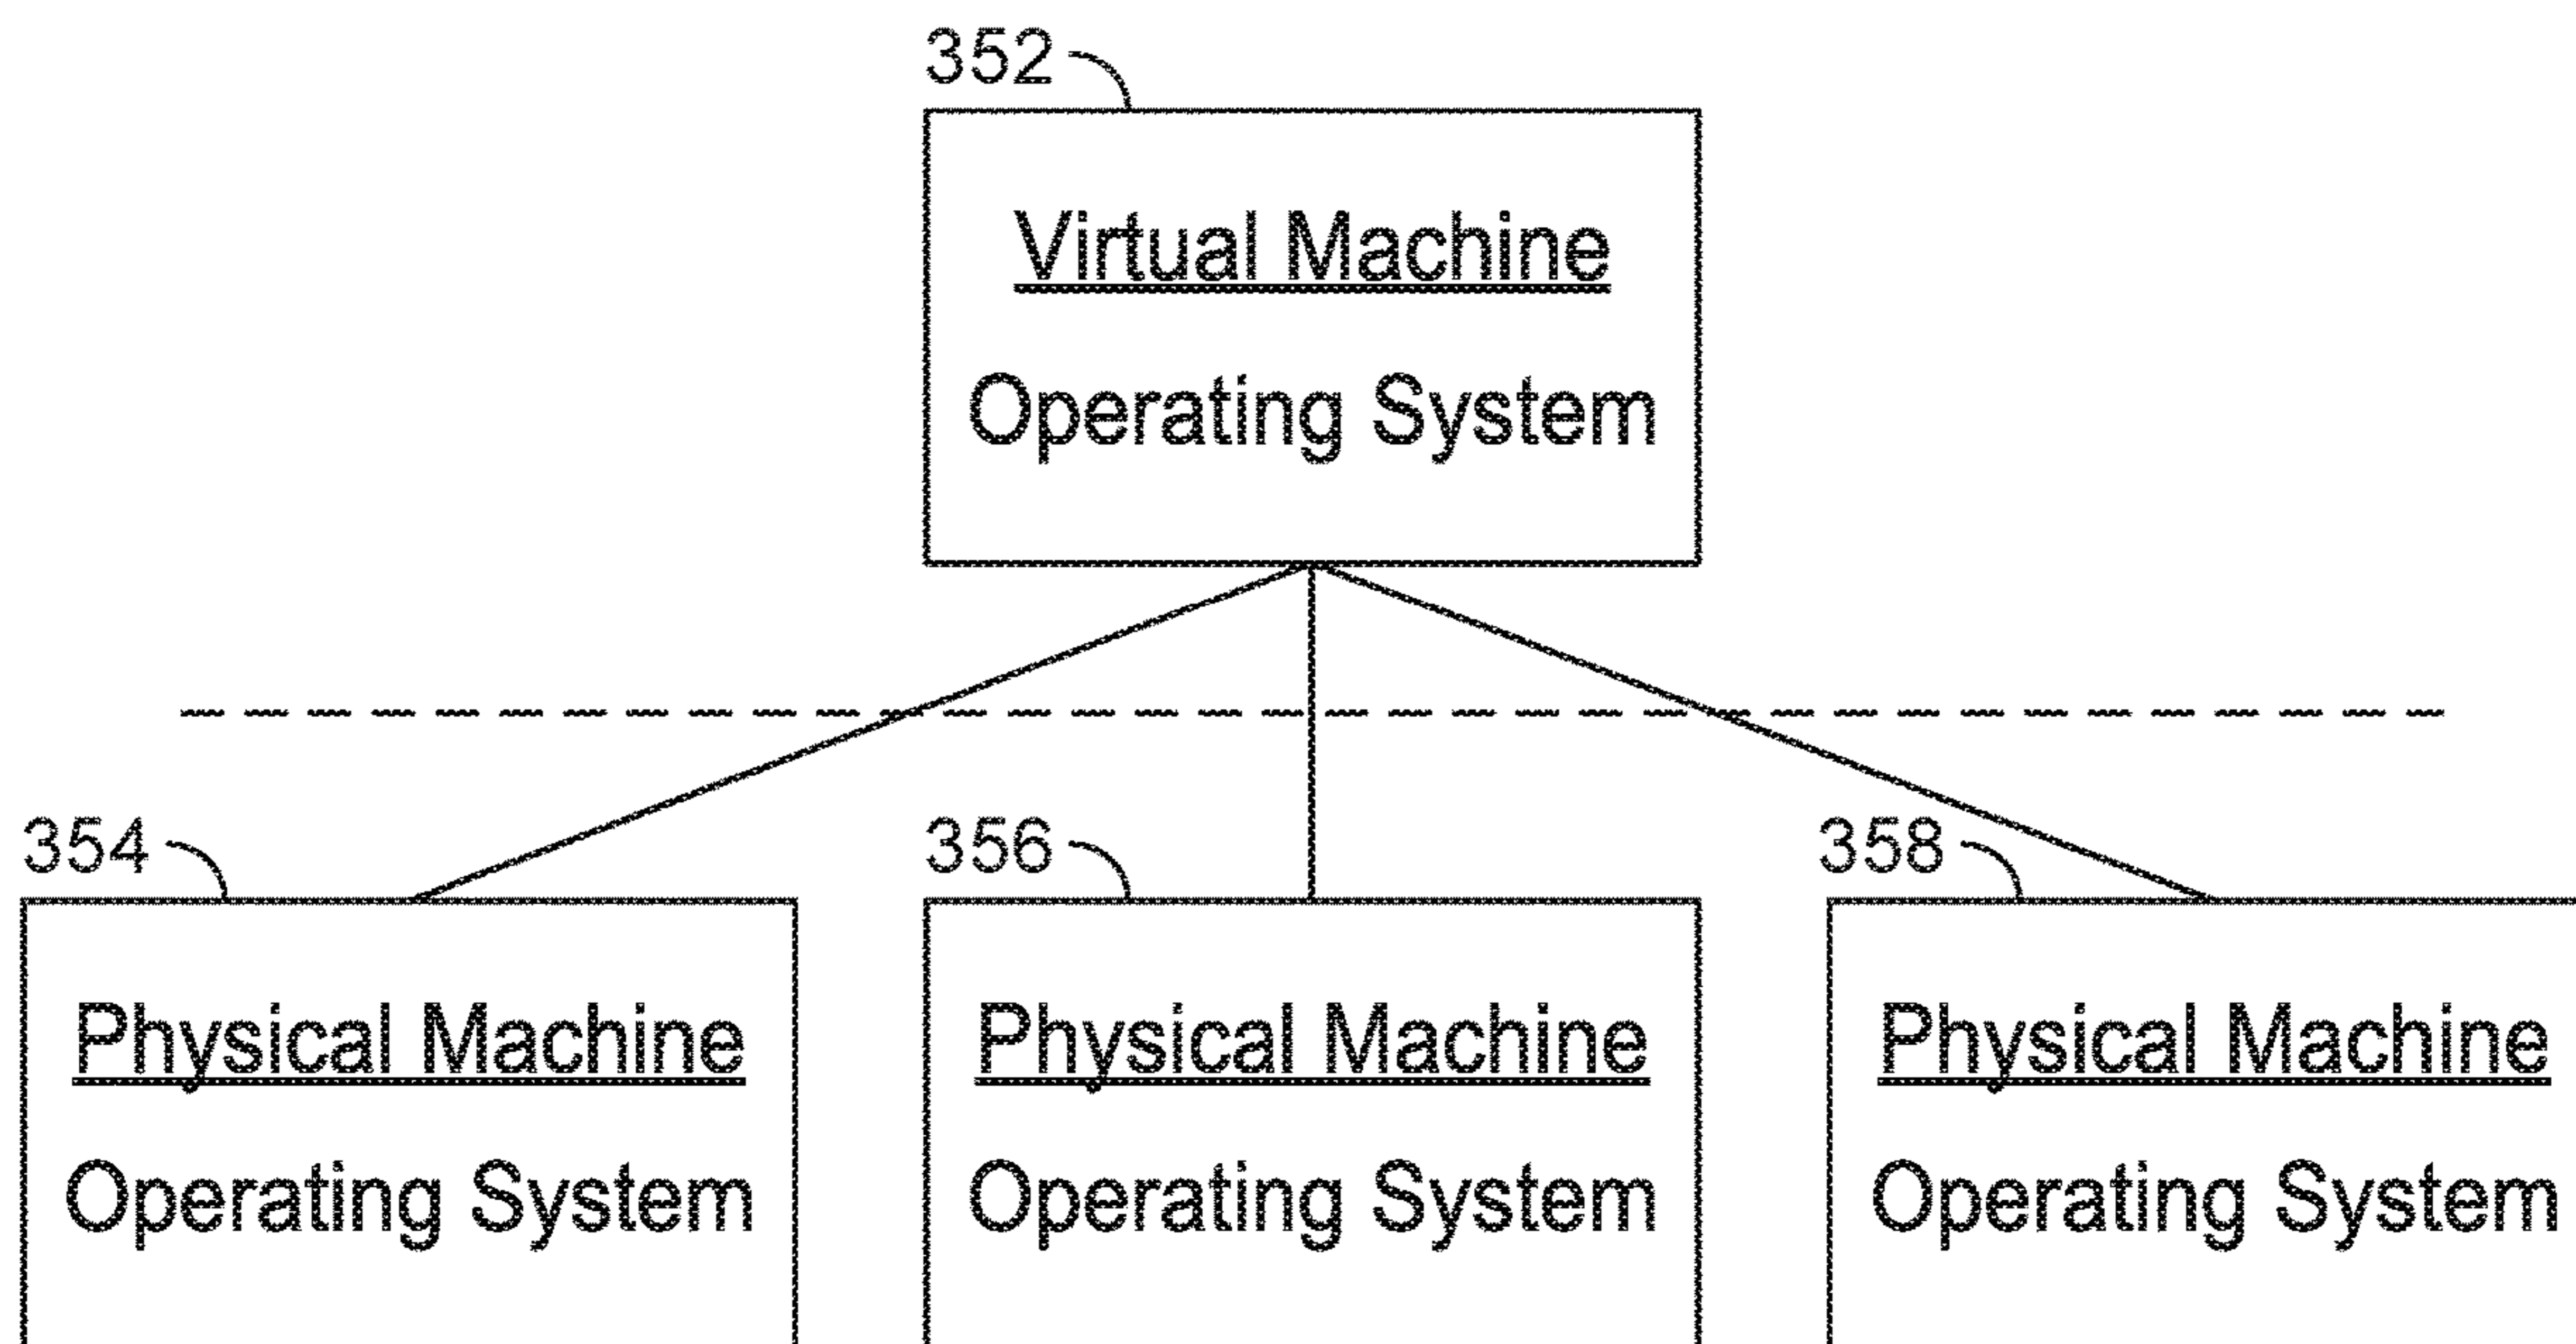 352
Virtual Machine
Operating System
354
356
358
Physical Machine
Operating System
Physical Machine
Operating System
Physical Machine
Operating System